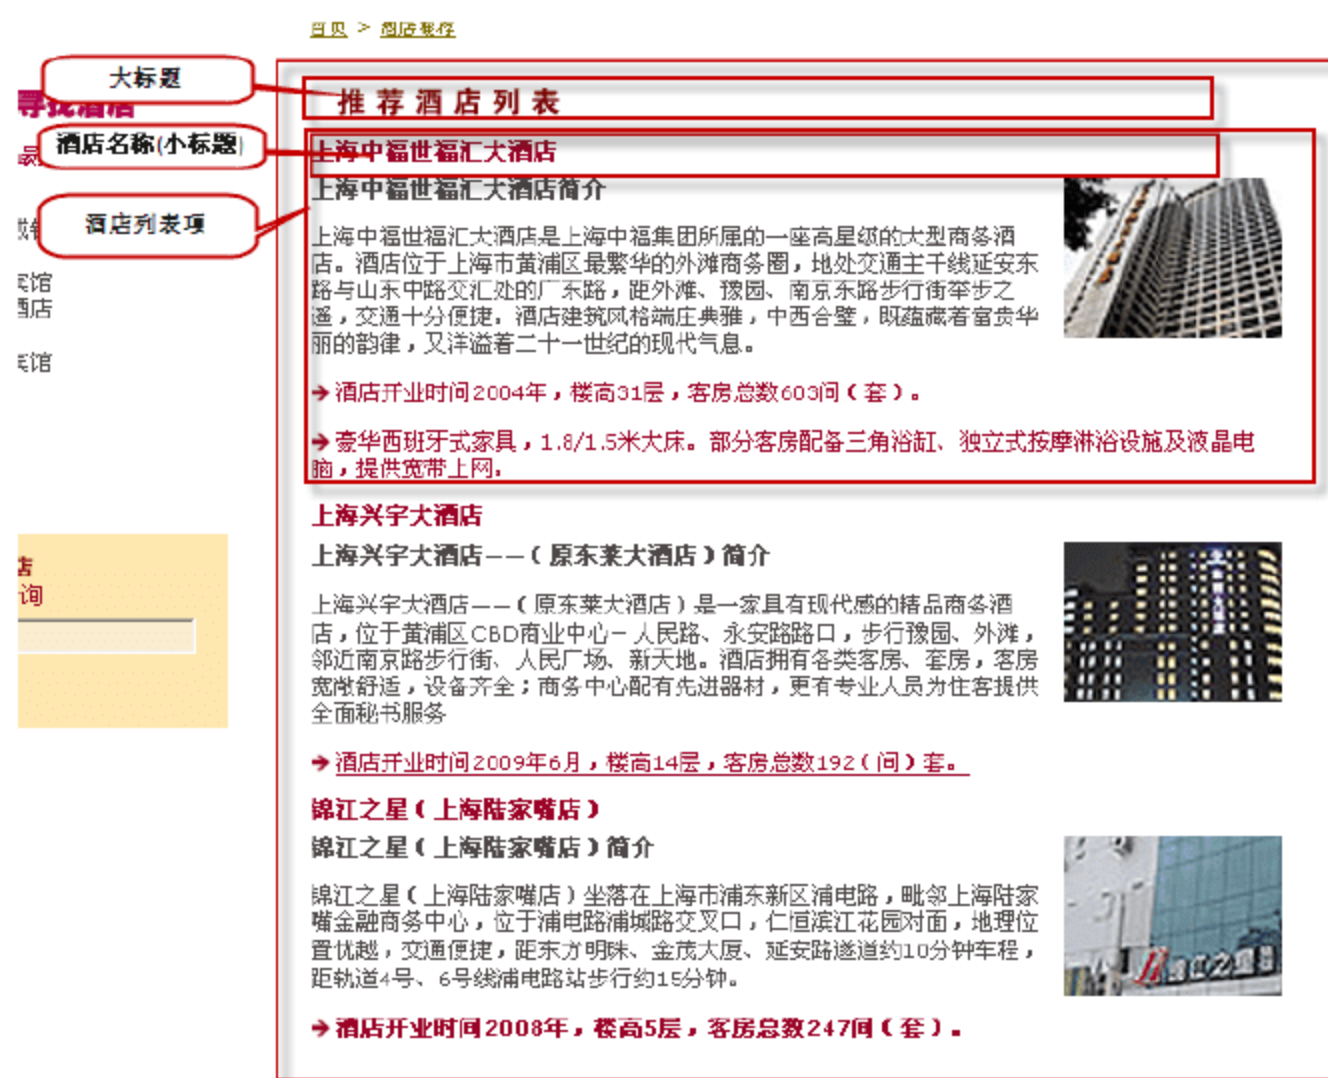 首页 > 酒店推荐
大标题
寻找酒店
推荐酒店列表
酒店名称(小标题)
上海中福世福汇大酒店
上海中福世福汇大酒店简介
酒店列表项
上海中福世福汇大酒店是上海中福集团所属的一座高星级的大型商务酒
店。酒店位于上海市黄浦区最繁华的外滩商务圈，地处交通主干线延安东
路与山东中路交汇处的广东路，距外滩、豫园、南京东路步行街举步之
遥，交通十分便捷。酒店建筑风格端庄典雅，中西合璧，既蕴藏着富贵华
丽的韵律，又洋溢着二十一世纪的现代气息。
宾馆
酒店
宾馆
酒店开业时间2004年，楼高31层，客房总数603间（套）。
豪华西班牙式家具，1.8/1.5米大床。部分客房配备三角浴缸、独立式按摩淋浴设施及液晶电
脑，提供宽带上网。
上海兴宇大酒店
上海兴宇大酒店——（原东莱大酒店）简介
上海兴宇大酒店——（原东莱大酒店）是一家具有现代感的精品商务酒
店，位于黄浦区CBD商业中心－人民路、永安路路口，步行豫园、外滩，
邻近南京路步行街、人民广场、新天地。酒店拥有各类客房、套房，客房
宽敞舒适，设备齐全；商务中心配有先进器材，更有专业人员为住客提供
全面秘书服务
店
询
酒店开业时间2009年6月，楼高14层，客房总数192（间）套。
锦江之星（上海陆家嘴店）
锦江之星（上海陆家嘴店）简介
锦江之星（上海陆家嘴店）坐落在上海市浦东新区浦电路，毗邻上海陆家
嘴金融商务中心，位于浦电路浦城路交叉口，仁恒滨江花园对面，地理位
置优越，交通便捷，距东方明珠、金茂大厦、延安路遂道约10分钟车程，
距轨道4号、6号线浦电路站步行约15分钟。
锦江之星
酒店开业时间2008年，楼高5层，客房总数247间（套）。